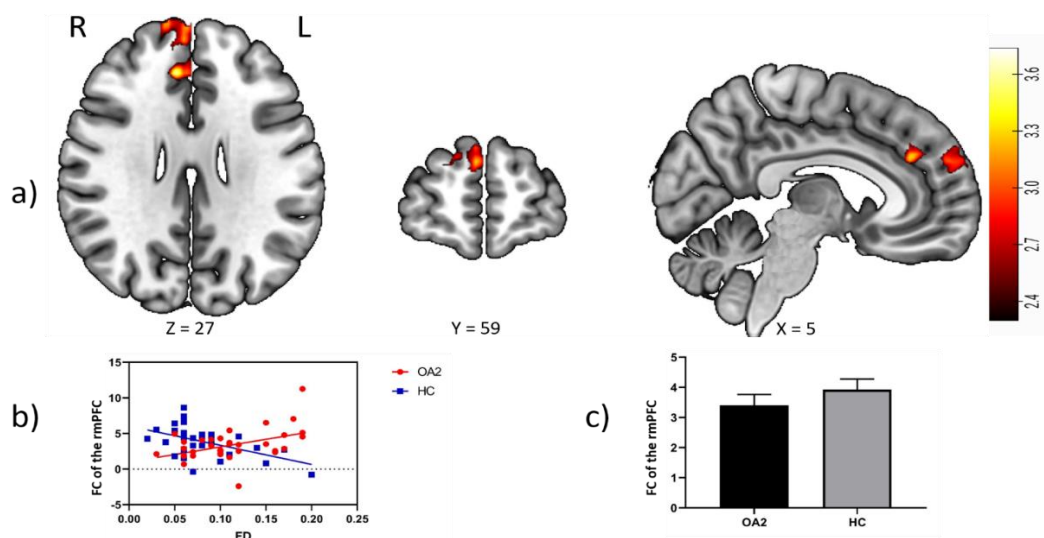 R L
a)
3.6
3.3
3.0
2.7
2.4
Z = 27 Y = 59 X = 5
b)
FC of the rmPFC
15
10
5
0
-5
0.00 0.05 0.10 0.15 0.20 0.25
OA2
HC
c)
FC of the rmPFC
5
4
3
2
1
0
OA2 HC